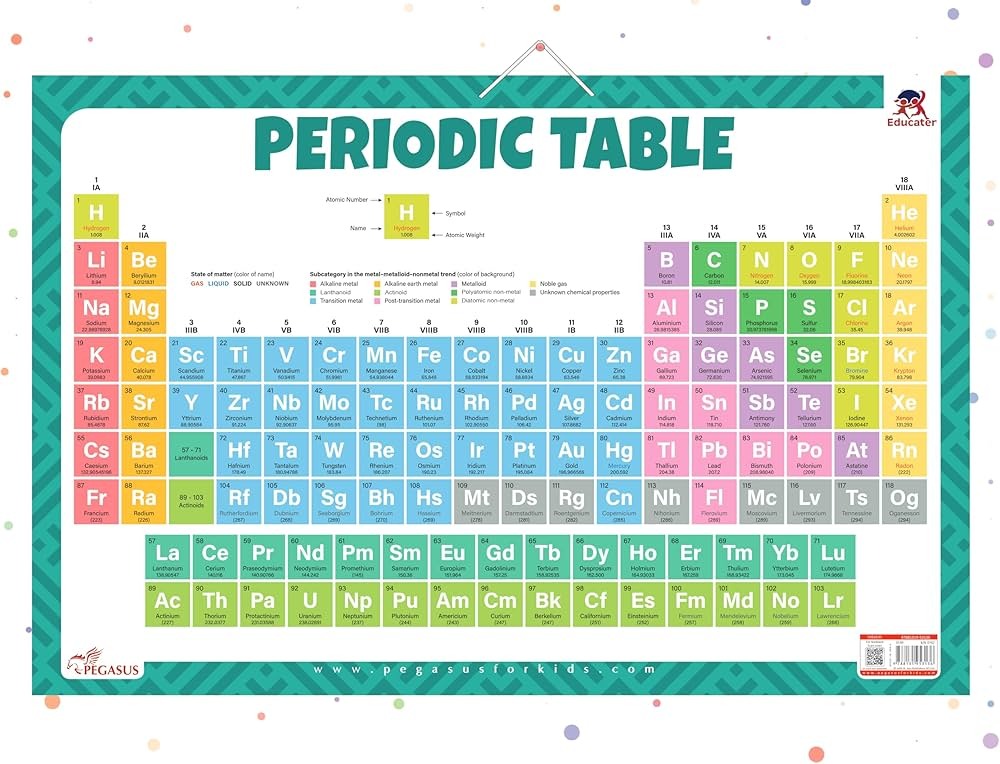 PERIODIC TABLE
Educater
1
IA
18
VIIIA
Atomic Number
1
H
Hydrogen
1.008
Symbol
Name
Atomic Weight
1 2
H He
Hydrogen Helium
1.008 4.002602
2
IIA
13 14 15 16 17
IIIA IVA VA VIA VIIA
State of matter (color of name)
GAS LIQUID SOLID UNKNOWN
Subcategory in the metal-metalloid-nonmetal trend (color of background)
Alkaline metal Alkaline earth metal Metalloid Noble gas
Lanthanoid Actinoid Polyatomic non-metal Unknown chemical properties
Transition metal Post-transition metal Diatomic non-metal
3 4 5 6 7 8 9 10
Li Be B C N O F Ne
Lithium Beryllium Boron Carbon Nitrogen Oxygen Fluorine Neon
6.94 9.0121831 10.81 12.011 14.007 15.999 18.998403163 20.1797
11 12 13 14 15 16 17 18
Na Mg Al Si P S Cl Ar
Sodium Magnesium Aluminium Silicon Phosphorus Sulfur Chlorine Argon
22.98976928 24.305 26.9815385 28.085 30.973761998 32.06 35.45 39.948
3 4 5 6 7 8 9 10 11 12
IIIB IVB VB VIB VIIB VIIIB VIIIB VIIIB IB IIB
19 20 21 22 23 24 25 26 27 28 29 30 31 32 33 34 35 36
K Ca Sc Ti V Cr Mn Fe Co Ni Cu Zn Ga Ge As Se Br Kr
Potassium Calcium Scandium Titanium Vanadium Chromium Manganese Iron Cobalt Nickel Copper Zinc Gallium Germanium Arsenic Selenium Bromine Krypton
39.0983 40.078 44.955908 47.867 50.9415 51.9961 54.938044 55.845 58.933194 58.6934 63.546 65.38 69.723 72.630 74.921595 78.971 79.904 83.798
37 38 39 40 41 42 43 44 45 46 47 48 49 50 51 52 53 54
Rb Sr Y Zr Nb Mo Tc Ru Rh Pd Ag Cd In Sn Sb Te I Xe
Rubidium Strontium Yttrium Zirconium Niobium Molybdenum Technetium Ruthenium Rhodium Palladium Silver Cadmium Indium Tin Antimony Tellurium Iodine Xenon
85.4678 87.62 88.90584 91.224 92.90637 95.95 (98) 101.07 102.90550 106.42 107.8682 112.414 114.818 118.710 121.760 127.60 126.90447 131.293
55 56 57 - 71 72 73 74 75 76 77 78 79 80 81 82 83 84 85 86
Cs Ba Lanthanoids Hf Ta W Re Os Ir Pt Au Hg Tl Pb Bi Po At Rn
Caesium Barium Hafnium Tantalum Tungsten Rhenium Osmium Iridium Platinum Gold Mercury Thallium Lead Bismuth Polonium Astatine Radon
132.90545196 137.327 178.49 180.94788 183.84 186.207 190.23 192.217 195.084 196.966569 200.592 204.38 207.2 208.98040 (209) (210) (222)
87 88 89 - 103 104 105 106 107 108 109 110 111 112 113 114 115 116 117 118
Fr Ra Actinoids Rf Db Sg Bh Hs Mt Ds Rg Cn Nh Fl Mc Lv Ts Og
Francium Radium Rutherfordium Dubnium Seaborgium Bohrium Hassium Meitnerium Darmstadtium Roentgenium Copernicium Nihonium Flerovium Moscovium Livermorium Tennessine Oganesson
(223) (226) (267) (268) (269) (270) (269) (278) (281) (282) (285) (286) (289) (289) (293) (294) (294)
57 58 59 60 61 62 63 64 65 66 67 68 69 70 71
La Ce Pr Nd Pm Sm Eu Gd Tb Dy Ho Er Tm Yb Lu
Lanthanum Cerium Praseodymium Neodymium Promethium Samarium Europium Gadolinium Terbium Dysprosium Holmium Erbium Thulium Ytterbium Lutetium
138.90547 140.116 140.90766 144.242 (145) 150.36 151.964 157.25 158.92535 162.500 164.93033 167.259 168.93422 173.045 174.9668
89 90 91 92 93 94 95 96 97 98 99 100 101 102 103
Ac Th Pa U Np Pu Am Cm Bk Cf Es Fm Md No Lr
Actinium Thorium Protactinium Uranium Neptunium Plutonium Americium Curium Berkelium Californium Einsteinium Fermium Mendelevium Nobelium Lawrencium
(227) 232.0377 231.03588 238.02891 (237) (244) (243) (247) (247) (251) (252) (257) (258) (259) (266)
PEGASUS
www.pegasusforkids.com
www.pegasusforkids.com